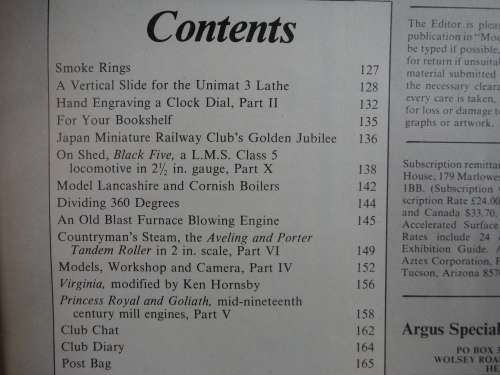 Contents
Smoke Rings 127
A Vertical Slide for the Unimat 3 Lathe 128
Hand Engraving a Clock Dial, Part II 132
For Your Bookshelf 135
Japan Miniature Railway Club's Golden Jubilee 136
On Shed, Black Five, a L.M.S. Class 5
locomotive in 2½ in. gauge, Part X 138
Model Lancashire and Cornish Boilers 142
Dividing 360 Degrees 144
An Old Blast Furnace Blowing Engine 145
Countryman's Steam, the Aveling and Porter
Tandem Roller in 2 in. scale, Part VI 149
Models, Workshop and Camera, Part IV 152
Virginia, modified by Ken Hornsby 156
Princess Royal and Goliath, mid-nineteenth
century mill engines, Part V 158
Club Chat 162
Club Diary 164
Post Bag 165
The Editor is
publication in "Mo
be typed if possible.
for return if unsuitab
material submitted
the necessary cleara
every care is taken,
for loss or damage to
graphs or artwork.
Subscription remittan
House, 179 Marlowe
1BB. (Subscription
scription Rate £24.00
and Canada $33.70.
Accelerated Surface
Rates include 24
Exhibition Guide. A
Aztex Corporation, P
Tucson, Arizona 8570
Argus Special
PO BOX 3
WOLSEY ROA
HE